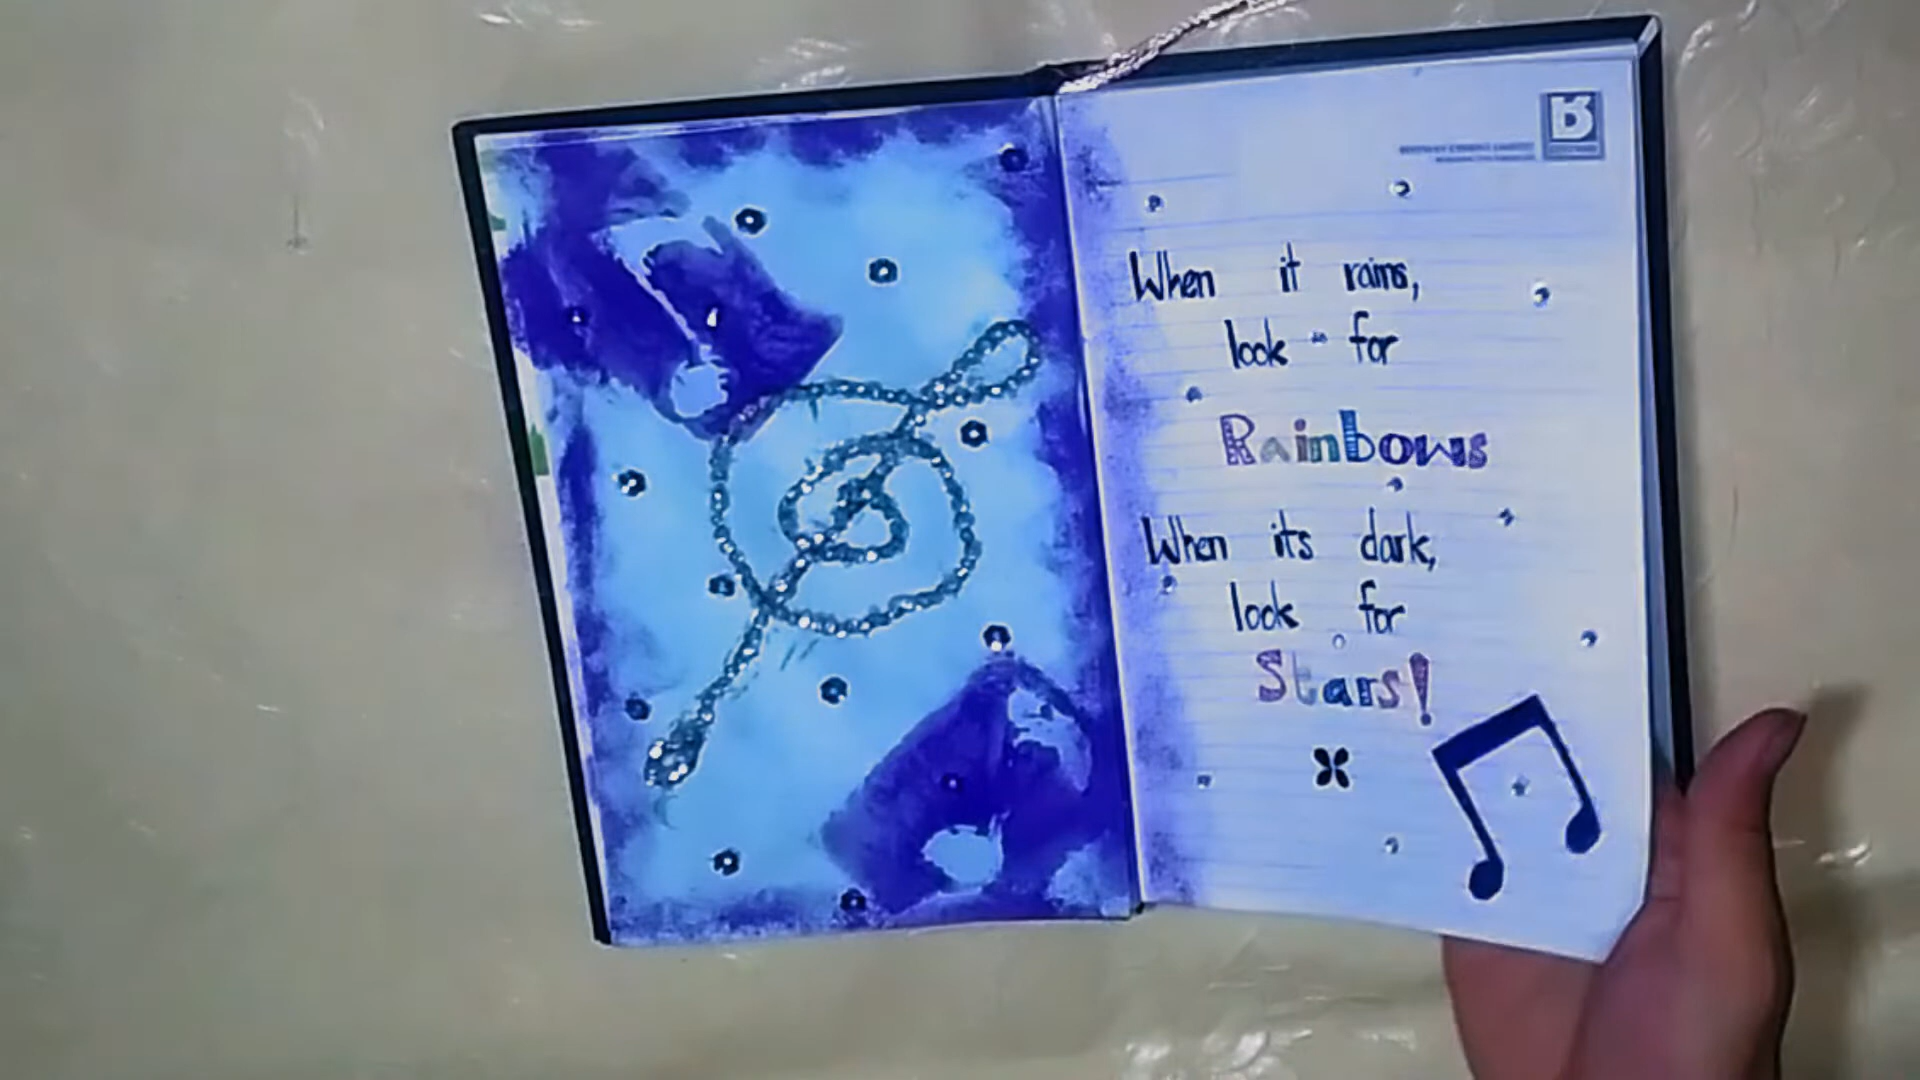 When it rains,
look for
Rainbows
When its dark,
look for
Stars!